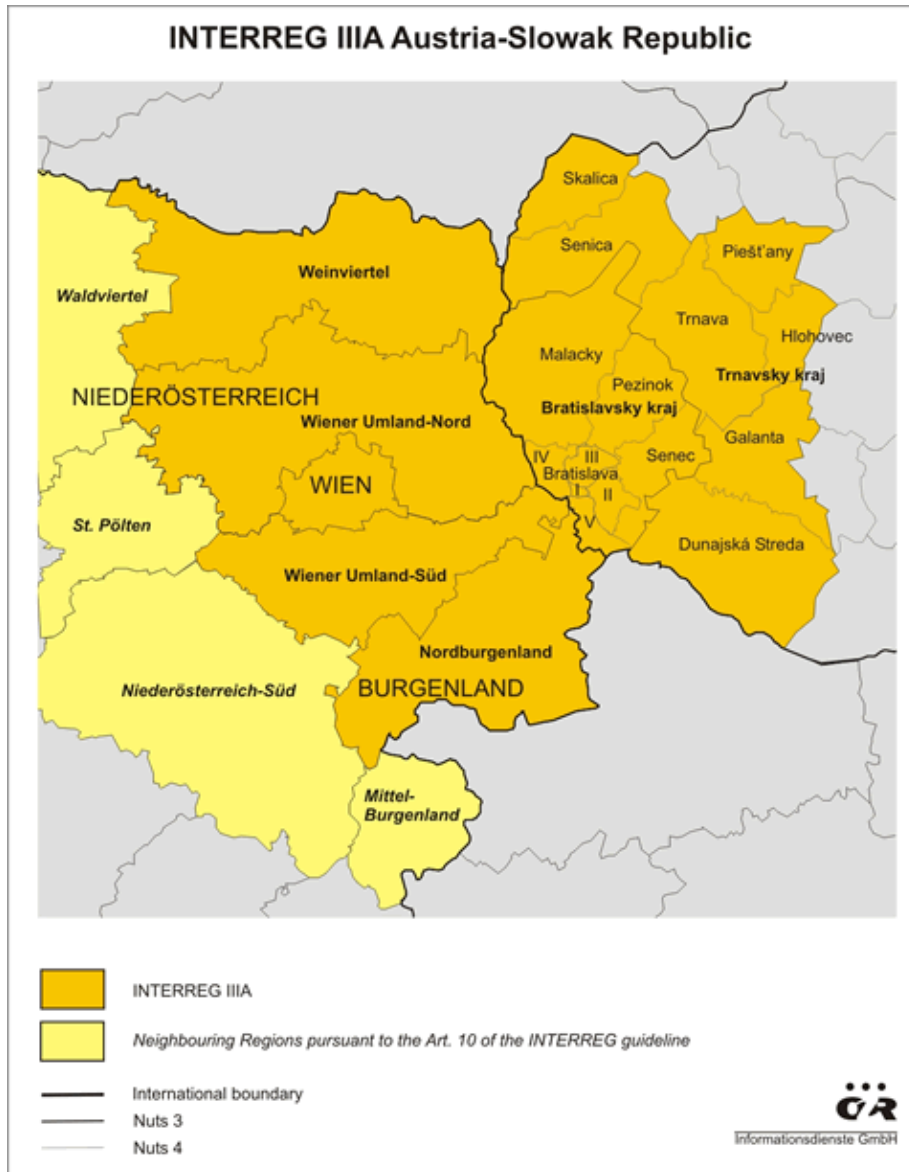 INTERREG IIIA Austria-Slowak Republic
Skalica
Senica
Piešt'any
Weinviertel
Waldviertel
Trnava
Hlohovec
Malacky
Trnavsky kraj
Pezinok
NIEDERÖSTERREICH
Bratislavsky kraj
Wiener Umland-Nord
Galanta
IV
III
Senec
Bratislava
WIEN
I
II
St. Pölten
V
Dunajská Streda
Wiener Umland-Süd
Nordburgenland
Niederösterreich-Süd
BURGENLAND
Mittel-
Burgenland
INTERREG IIIA
Neighbouring Regions pursuant to the Art. 10 of the INTERREG guideline
International boundary
Nuts 3
Nuts 4
ÖIR
Informationsdienste GmbH